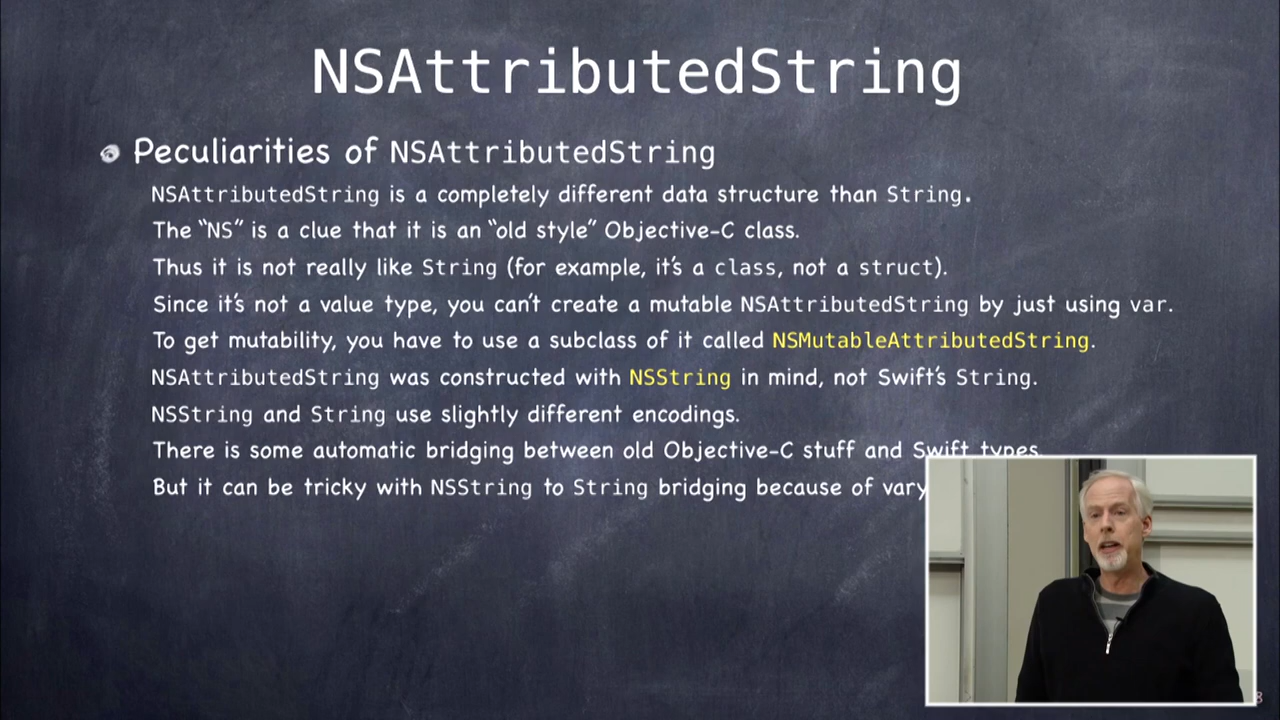 NSAttributedString
Peculiarities of NSAttributedString
NSAttributedString is a completely different data structure than String.
The “NS” is a clue that it is an “old style” Objective-C class.
Thus it is not really like String (for example, it’s a class, not a struct).
Since it’s not a value type, you can’t create a mutable NSAttributedString by just using var.
To get mutability, you have to use a subclass of it called NSMutableAttributedString.
NSAttributedString was constructed with NSString in mind, not Swift’s String.
NSString and String use slightly different encodings.
There is some automatic bridging between old Objective-C stuff and Swift types.
But it can be tricky with NSString to String bridging because of vary
8